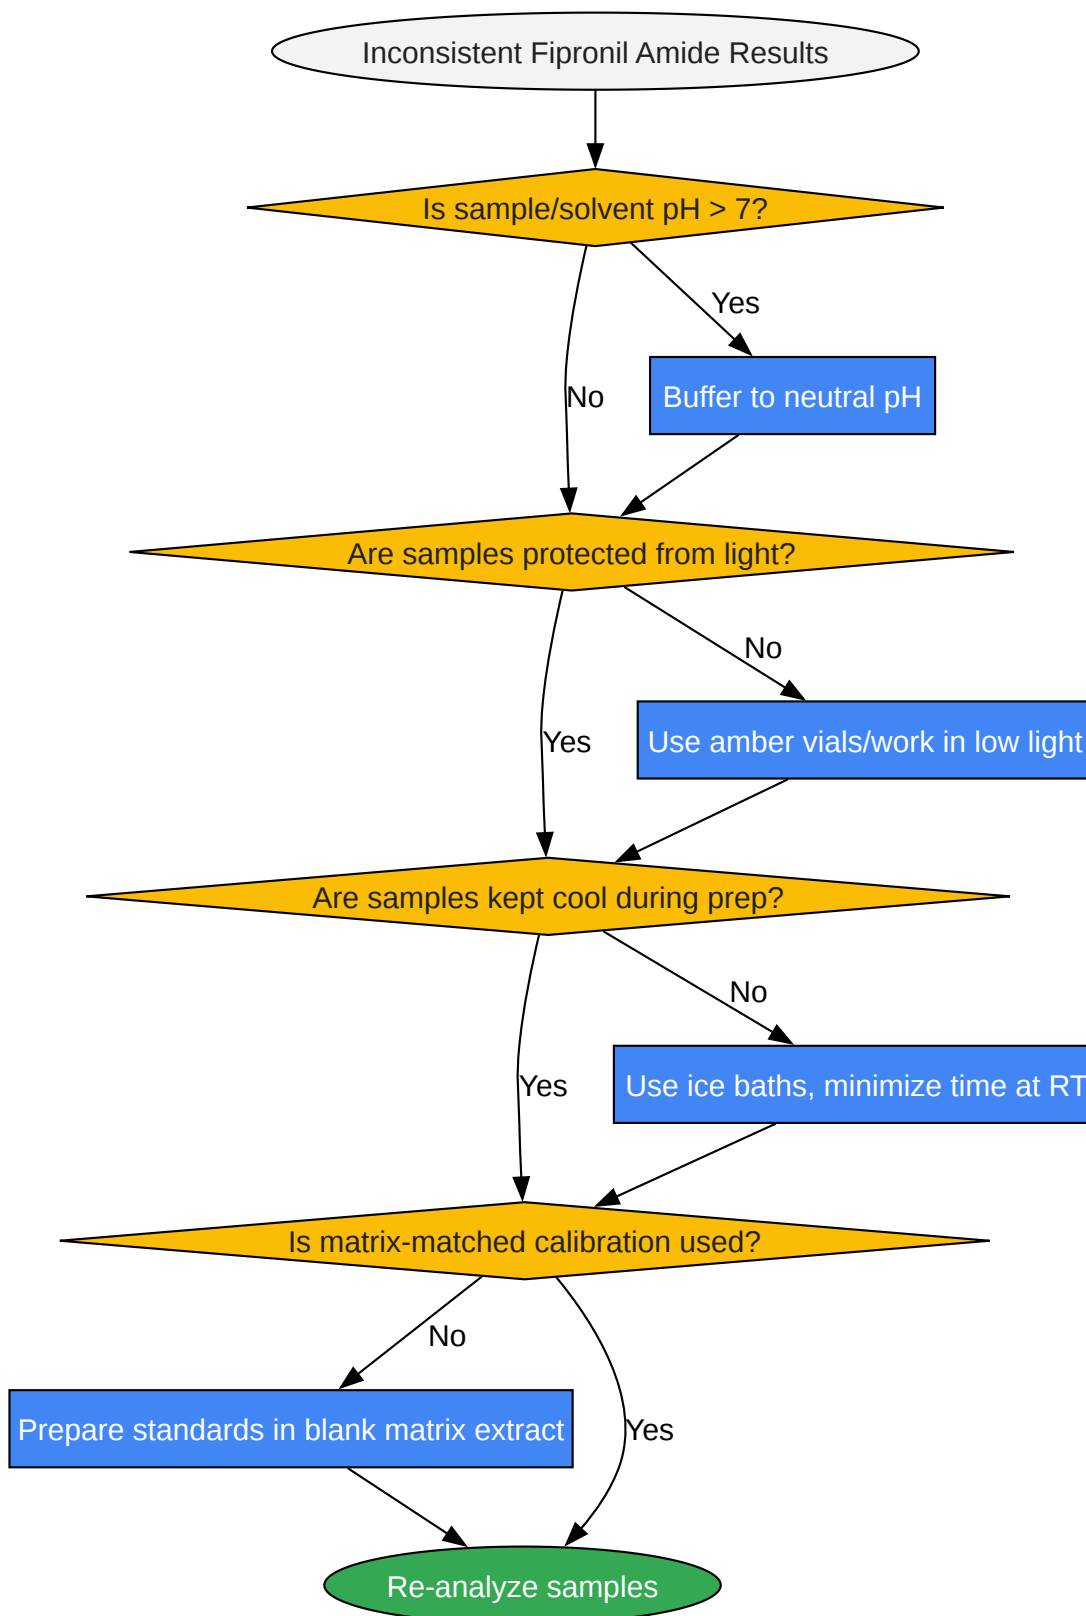 Inconsistent Fipronil Amide Results
Is sample/solvent pH > 7?
Yes
No
Buffer to neutral pH
Are samples protected from light?
No
Yes
Use amber vials/work in low light
Are samples kept cool during prep?
No
Yes
Use ice baths, minimize time at RT
Is matrix-matched calibration used?
No
Prepare standards in blank matrix extract
Yes
Re-analyze samples